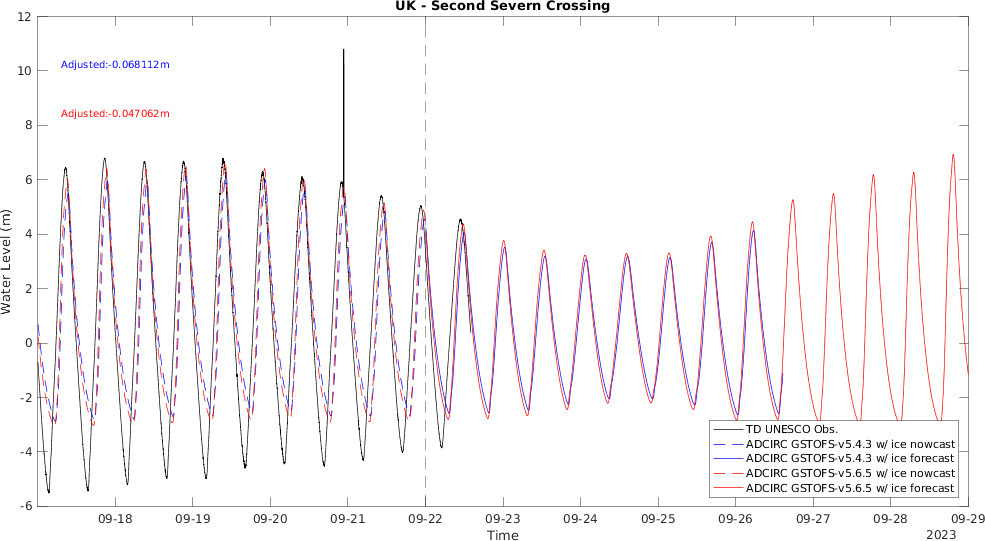 UK - Second Severn Crossing
12
10
8
6
4
2
0
-2
-4
-6
Water Level (m)
Adjusted:-0.068112m
Adjusted:-0.047062m
TD UNESCO Obs.
ADCIRC GSTOFS-v5.4.3 w/ ice nowcast
ADCIRC GSTOFS-v5.4.3 w/ ice forecast
ADCIRC GSTOFS-v5.6.5 w/ ice nowcast
ADCIRC GSTOFS-v5.6.5 w/ ice forecast
09-18 09-19 09-20 09-21 09-22 09-23 09-24 09-25 09-26 09-27 09-28 09-29
Time
2023